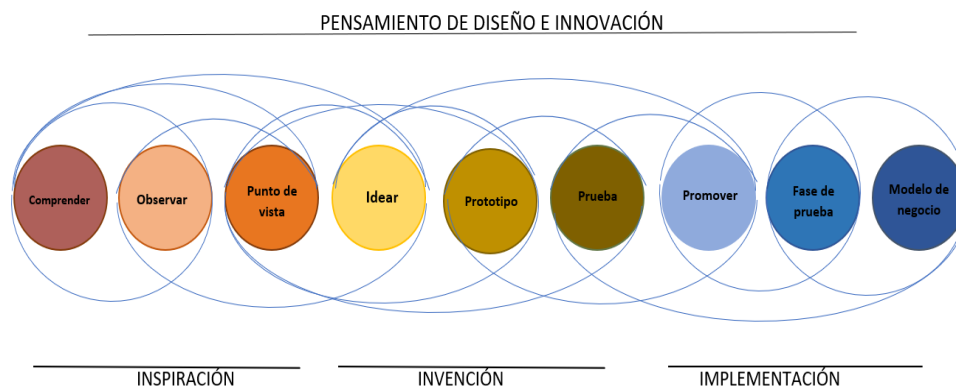 PENSAMIENTO DE DISEÑO E INNOVACIÓN
Comprender
Observar
Punto de
vista
Idear
Prototipo
Prueba
Promover
Fase de
prueba
Modelo de
negocio
INSPIRACIÓN
INVENCIÓN
IMPLEMENTACIÓN